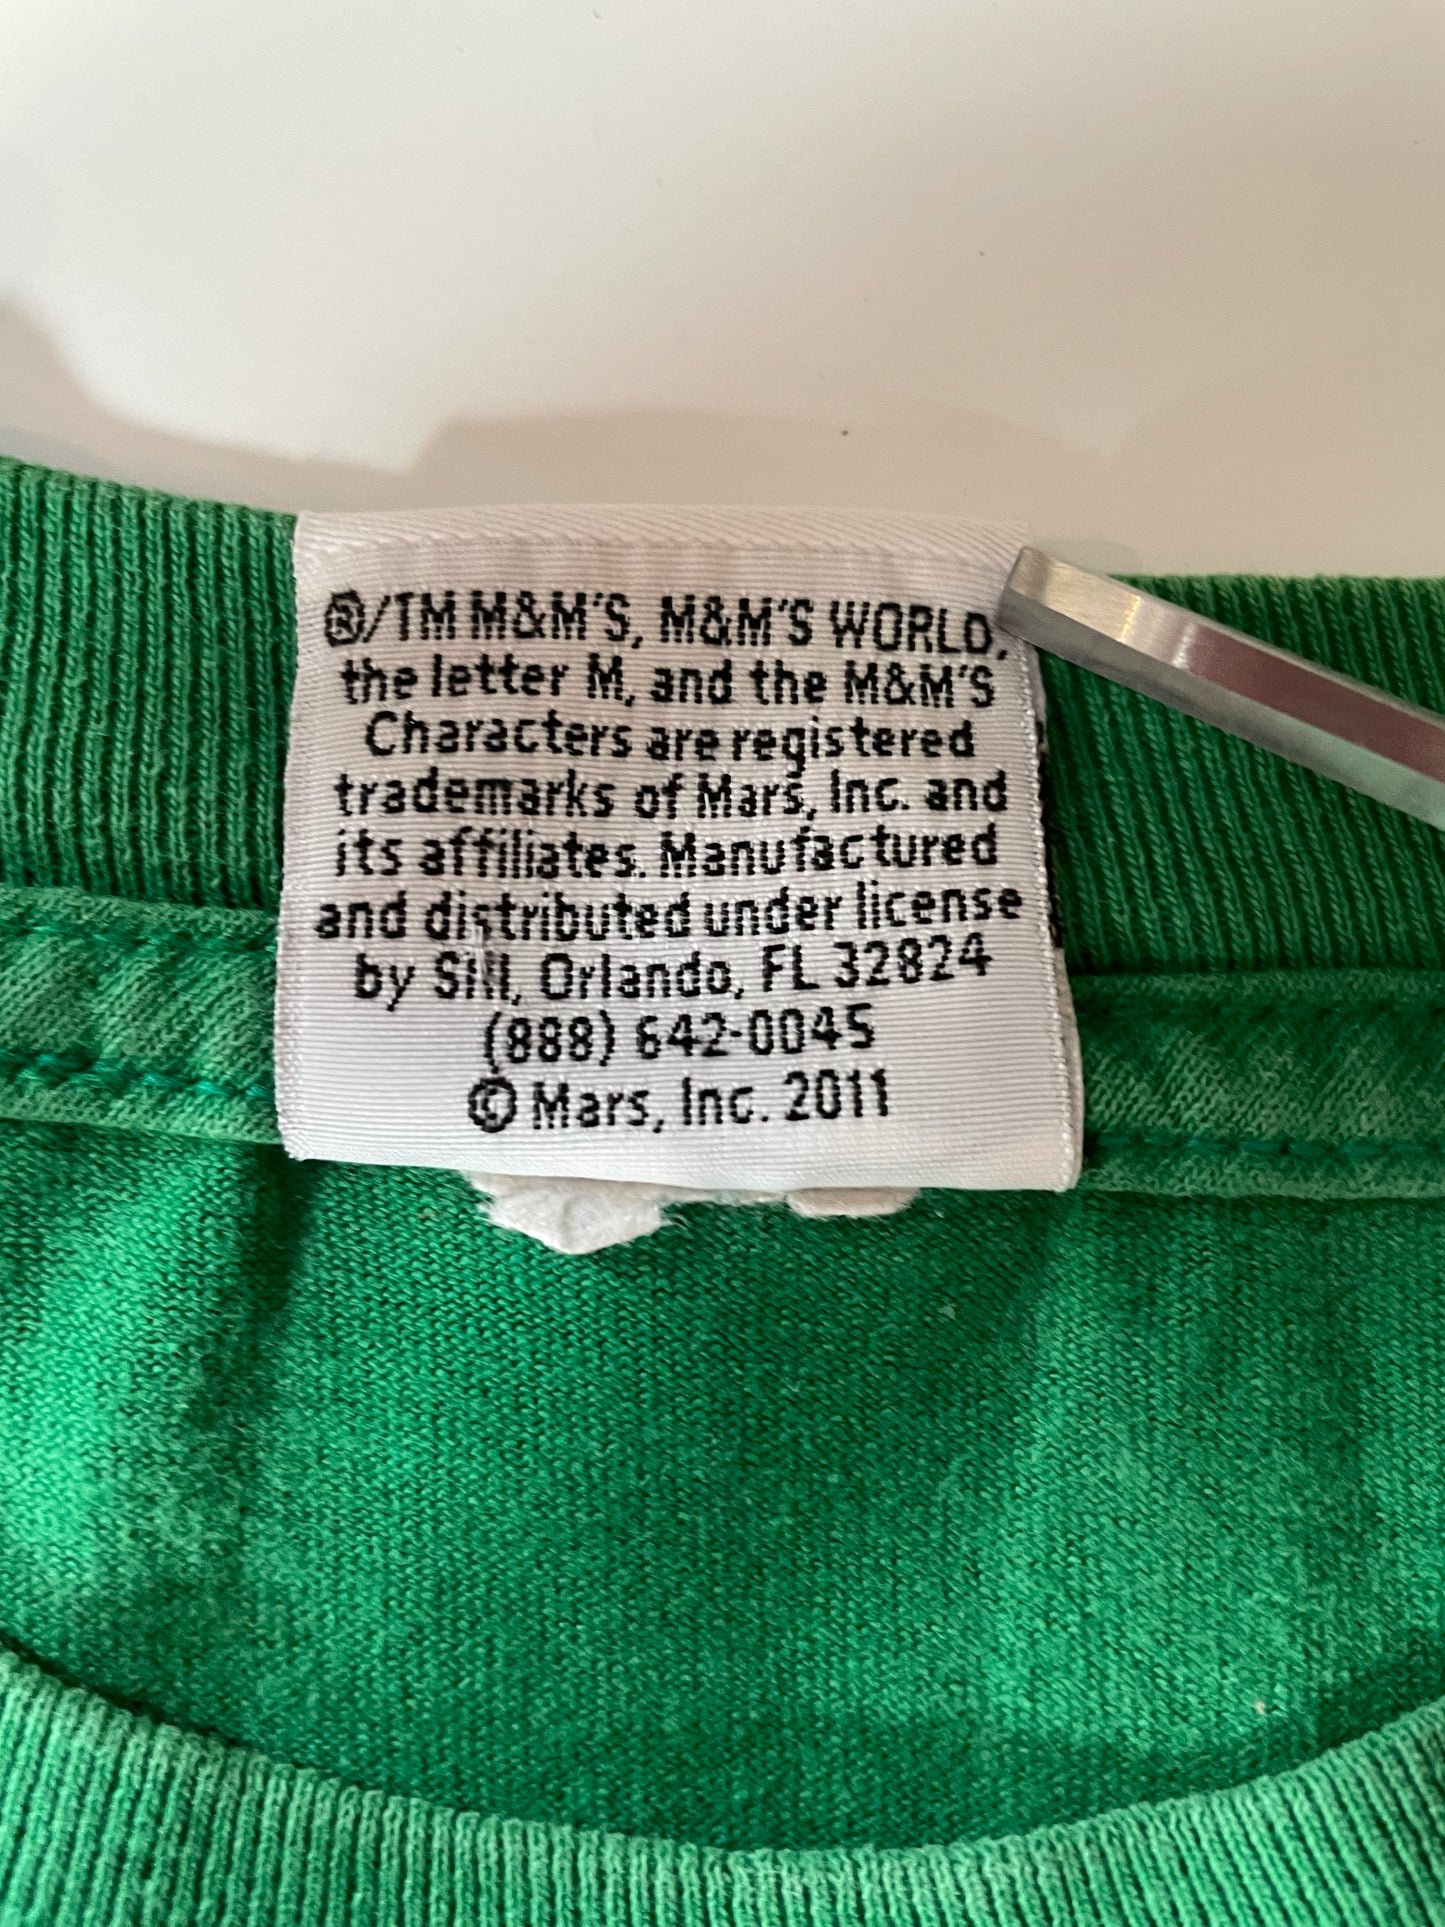 ®/TM M&M'S, M&M'S WORLD,
the letter M, and the M&M'S
Characters are registered
trademarks of Mars, Inc. and
its affiliates. Manufactured
and distributed under license
by Orlando, FL 32824
(888) 642-0045
© Mars, Inc. 2011